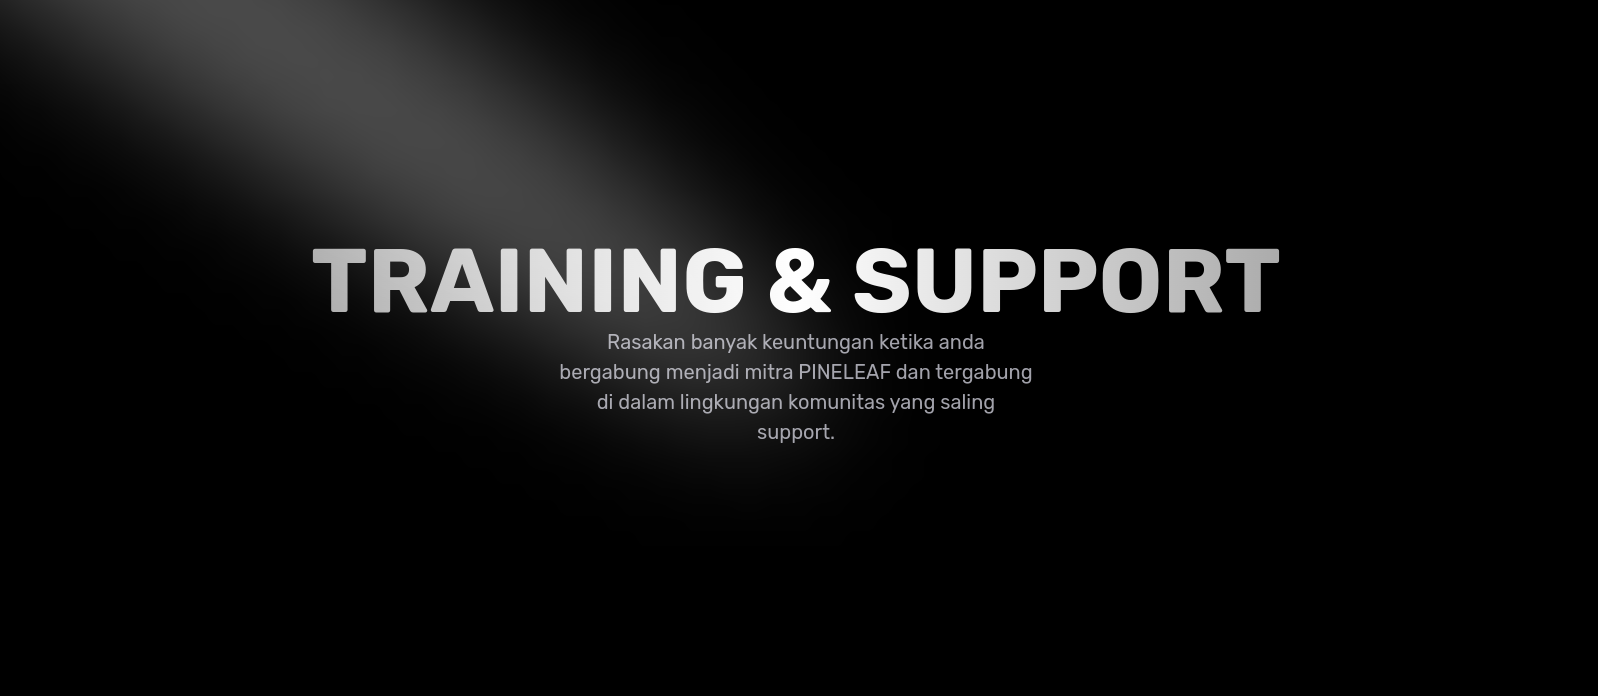 TRAINING & SUPPORT
Rasakan banyak keuntungan ketika anda
bergabung menjadi mitra PINELEAF dan tergabung
di dalam lingkungan komunitas yang saling
support.